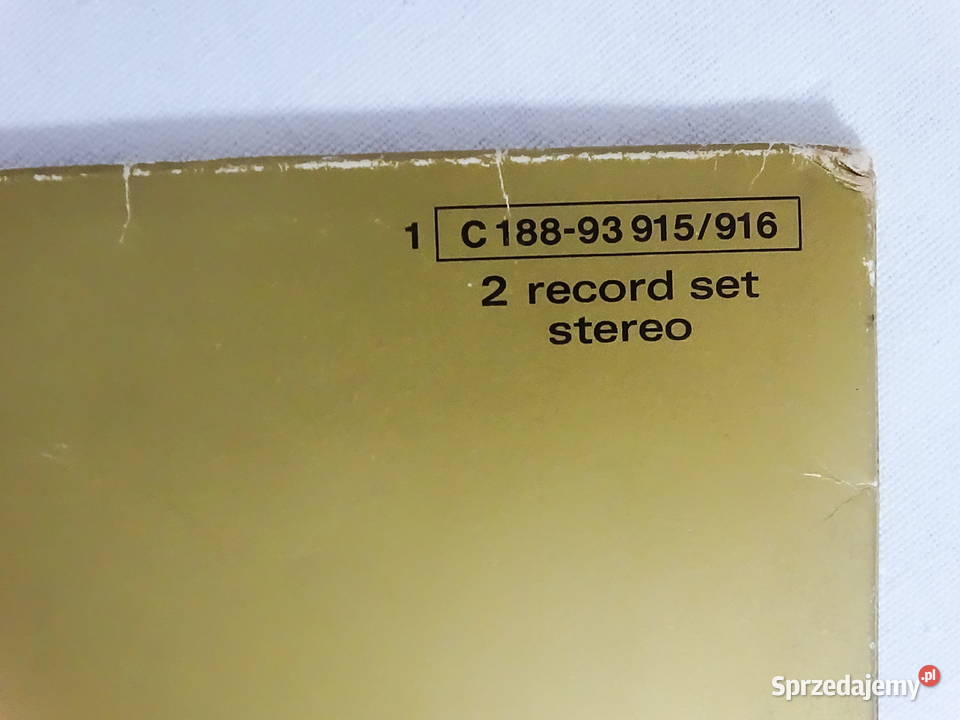 1 C 188-93 915/916
2 record set
stereo
Sprzedajemy.pl